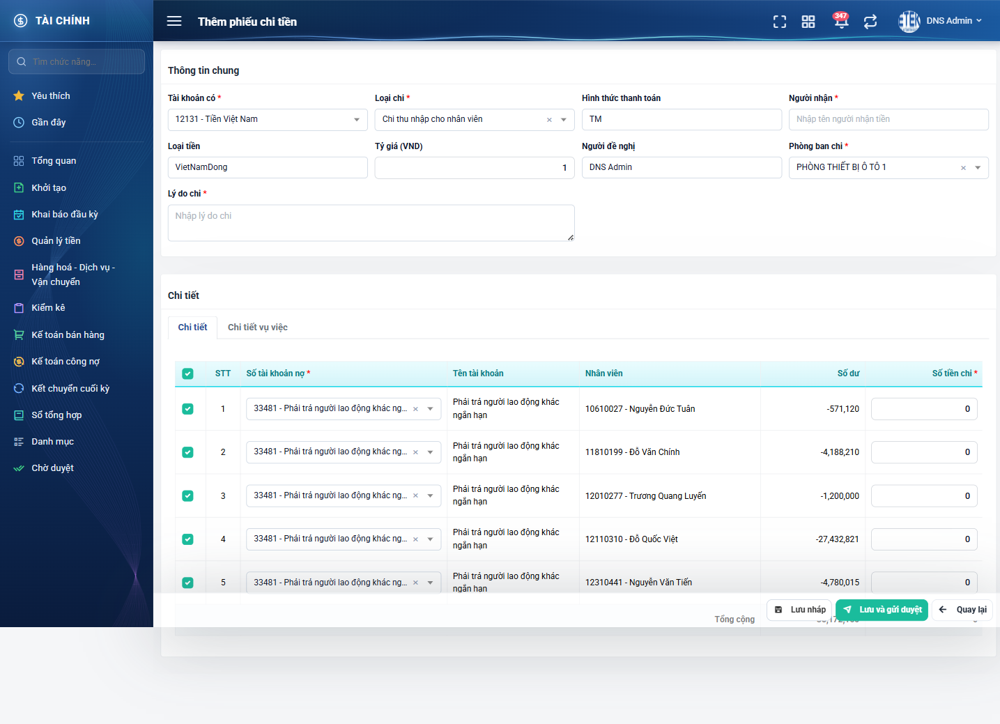 TÀI CHÍNH
Thêm phiếu chi tiền
347
DNS Admin
Tìm chức năng...
Yêu thích
Gần đây
Tổng quan
Khởi tạo
Khai báo đầu kỳ
Quản lý tiền
Hàng hoá - Dịch vụ -
Vận chuyển
Kiểm kê
Kế toán bán hàng
Kế toán công nợ
Kết chuyển cuối kỳ
Sổ tổng hợp
Danh mục
Chờ duyệt
Thông tin chung
Tài khoản có * Loại chi * Hình thức thanh toán Người nhận *
12131 - Tiền Việt Nam Chi thu nhập cho nhân viên × TM Nhập tên người nhận tiền
Loại tiền Tỷ giá (VND) Người đề nghị Phòng ban chi *
VietNamDong 1 DNS Admin PHÒNG THIẾT BỊ Ô TÔ 1 ×
Lý do chi *
Nhập lý do chi
Chi tiết
Chi tiết Chi tiết vụ việc
STT Số tài khoản nợ * Tên tài khoản Nhân viên Số dư Số tiền chi *
1 33481 - Phải trả người lao động khác ng... × Phải trả người lao động khác ngắn hạn 10610027 - Nguyễn Đức Tuân -571,120 0
2 33481 - Phải trả người lao động khác ng... × Phải trả người lao động khác ngắn hạn 11810199 - Đỗ Văn Chính -4,188,210 0
3 33481 - Phải trả người lao động khác ng... × Phải trả người lao động khác ngắn hạn 12010277 - Trương Quang Luyến -1,200,000 0
4 33481 - Phải trả người lao động khác ng... × Phải trả người lao động khác ngắn hạn 12110310 - Đỗ Quốc Việt -27,432,821 0
5 33481 - Phải trả người lao động khác ng... × Phải trả người lao động khác ngắn hạn 12310441 - Nguyễn Văn Tiến -4,780,015 0
Lưu nháp Lưu và gửi duyệt Quay lại
Tổng cộng